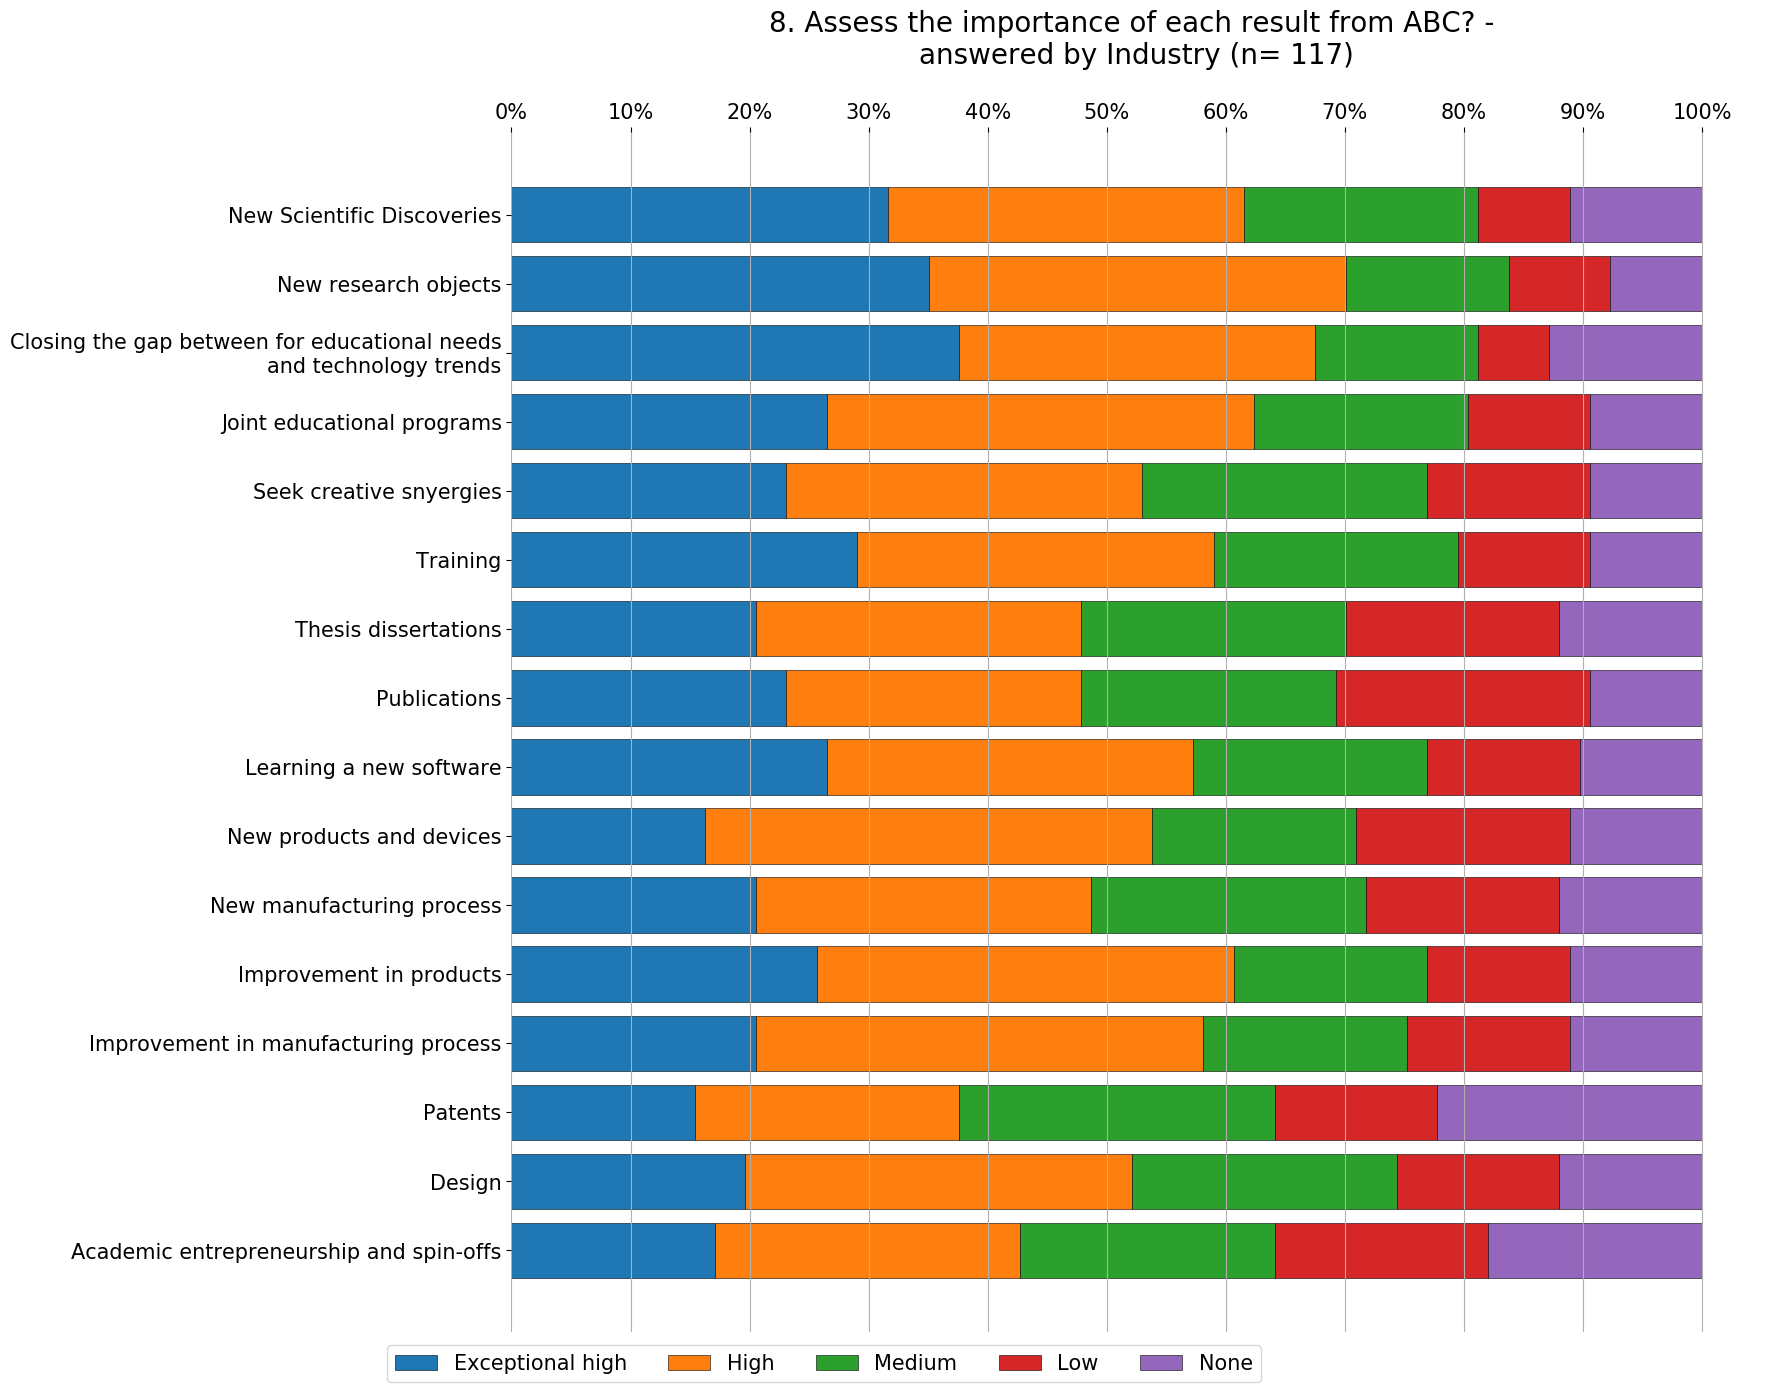 8. Assess the importance of each result from ABC? -
answered by Industry (n= 117)
0% 10% 20% 30% 40% 50% 60% 70% 80% 90% 100%
New Scientific Discoveries
New research objects
Closing the gap between for educational needs
and technology trends
Joint educational programs
Seek creative snyergies
Training
Thesis dissertations
Publications
Learning a new software
New products and devices
New manufacturing process
Improvement in products
Improvement in manufacturing process
Patents
Design
Academic entrepreneurship and spin-offs
Exceptional high High Medium Low None